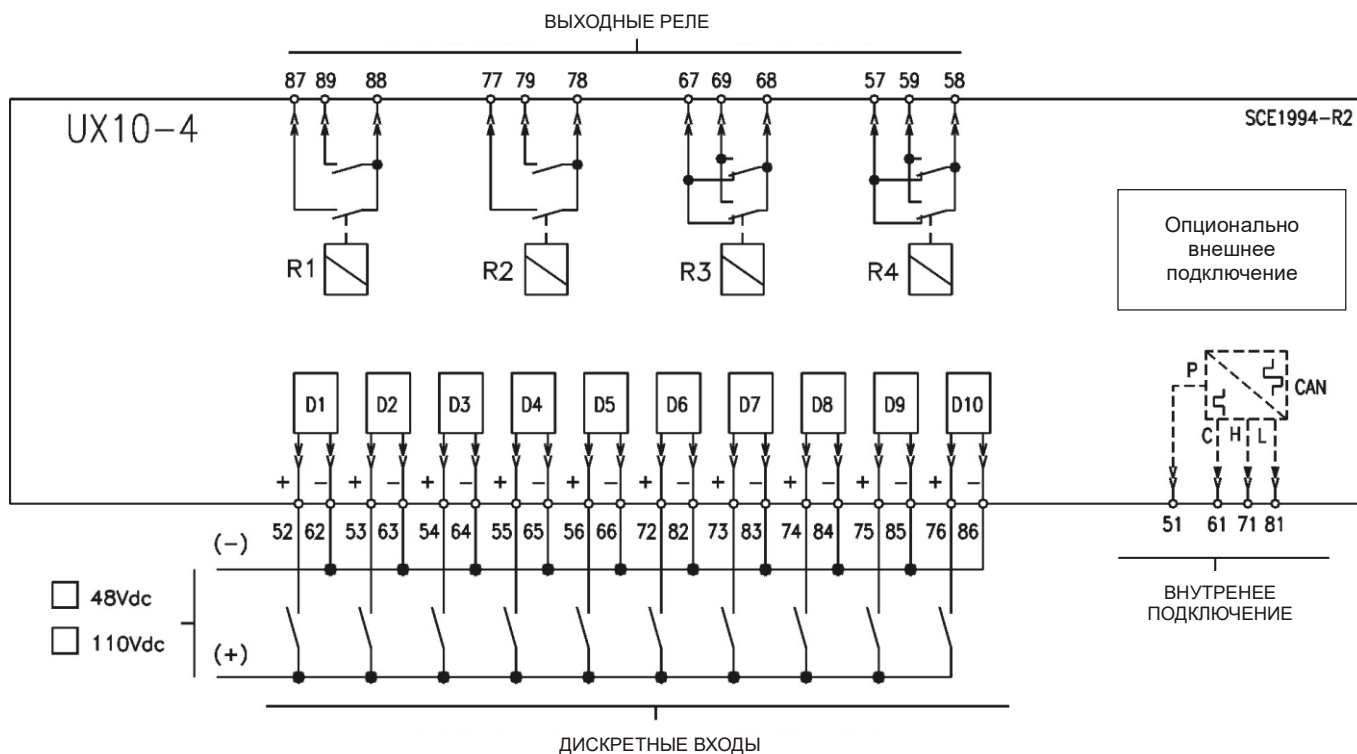 ВЫХОДНЫЕ РЕЛЕ
87 89 88 77 79 78 67 69 68 57 59 58
UX10-4
SCE1994-R2
R1 R2 R3 R4
Опционально
внешнее
подключение
D1 D2 D3 D4 D5 D6 D7 D8 D9 D10
P
CAN
C H L
+ – + – + – + – + – + – + – + – + – + –
52 62 53 63 54 64 55 65 56 66 72 82 73 83 74 84 75 85 76 86
51 61 71 81
(-)
48Vdc
110Vdc
(+)
ВНУТРЕНЕЕ
ПОДКЛЮЧЕНИЕ
ДИСКРЕТНЫЕ ВХОДЫ